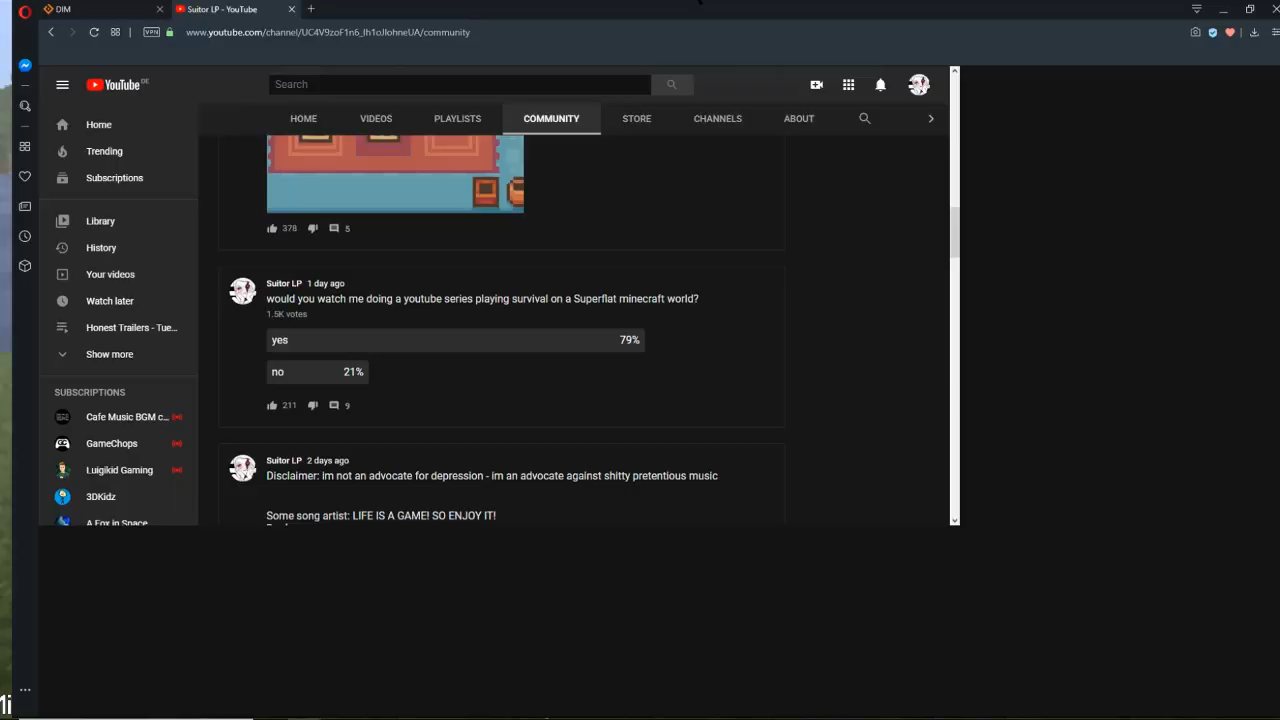 DIM
Suitor LP - YouTube
VPN
www.youtube.com/channel/UC4V9zoF1n6_Ih1oJIohneUA/community
YouTube DE
Search
HOME VIDEOS PLAYLISTS COMMUNITY STORE CHANNELS ABOUT
Home
Trending
Subscriptions
Library
History
Your videos
Watch later
Honest Trailers - Tue...
Show more
SUBSCRIPTIONS
Cafe Music BGM c...
GameChops
Luigikid Gaming
3DKidz
A Fox in Space
378 5
Suitor LP 1 day ago
would you watch me doing a youtube series playing survival on a Superflat minecraft world?
1.5K votes
yes 79%
no 21%
211 9
Suitor LP 2 days ago
Disclaimer: im not an advocate for depression - im an advocate against shitty pretentious music
Some song artist: LIFE IS A GAME! SO ENJOY IT!